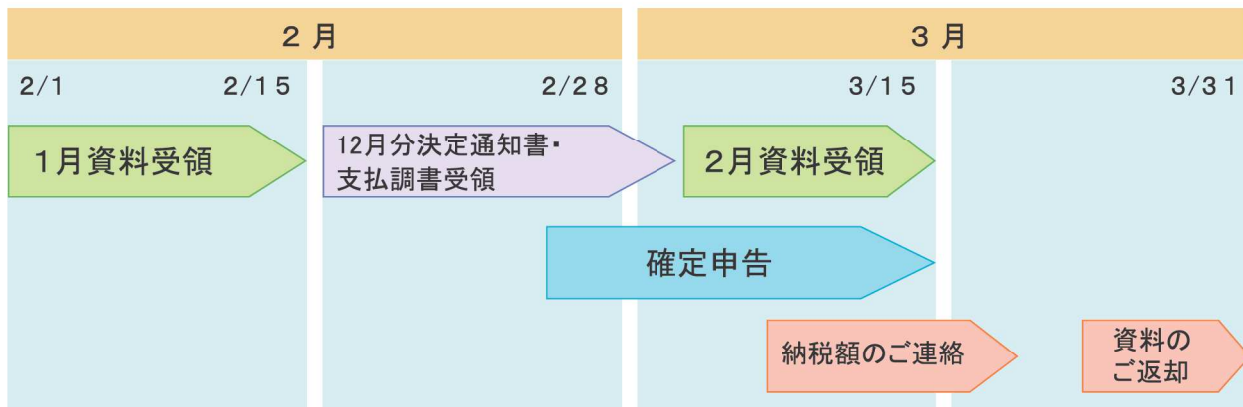 ２月
３月
2/1
2/15
2/28
3/15
3/31
１月資料受領
12月分決定通知書・
支払調書受領
２月資料受領
確定申告
納税額のご連絡
資料の
ご返却